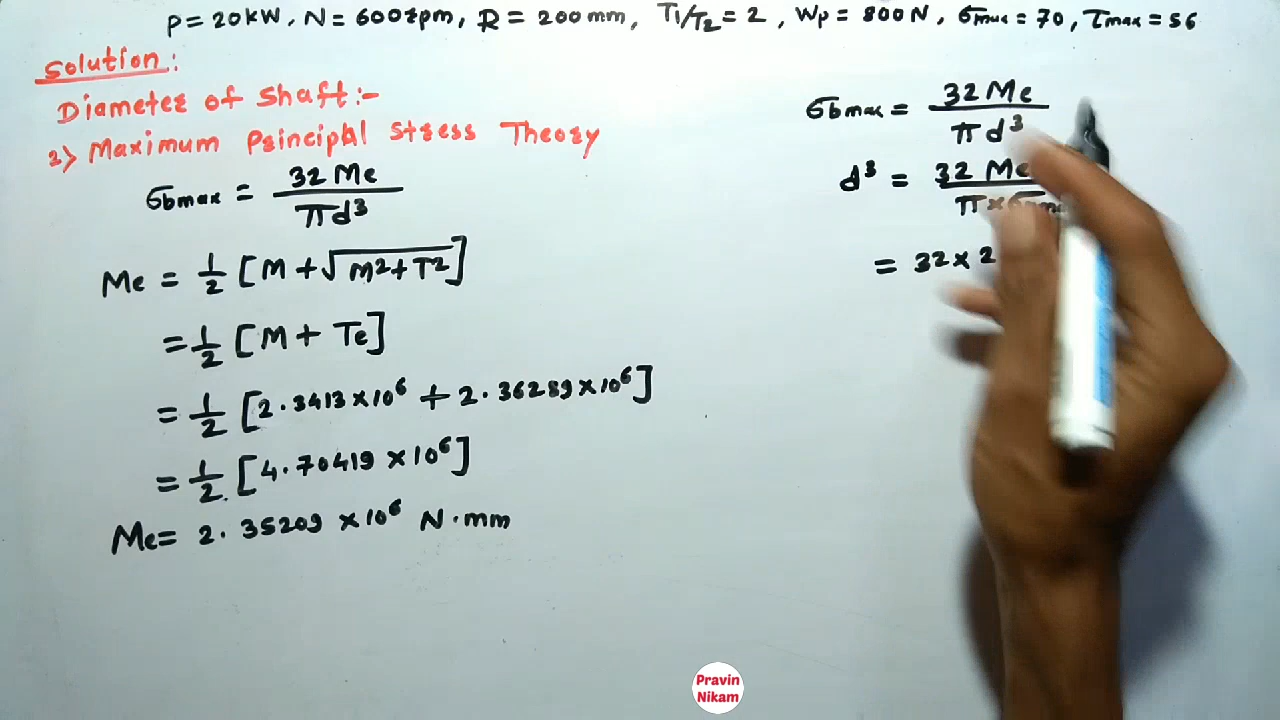 P = 20 KW, N = 600 rpm, R = 200 mm, T1/T2 = 2, Wp = 800 N, σmax = 70, τmax = 56
Solution:
Diameter of Shaft:-
2) Maximum Principal Stress Theory
σbmax = 32 Me / πd³
Me = 1/2 [M + √M²+T²]
= 1/2 [M + Te]
= 1/2 [2.3413 × 10⁶ + 2.36289 × 10⁶]
= 1/2 [4.70419 × 10⁶]
Me = 2.35209 × 10⁶ N·mm
σbmax = 32 Me / π d³
d³ = 32 Me / π ×
= 32 × 2
Pravin
Nikam